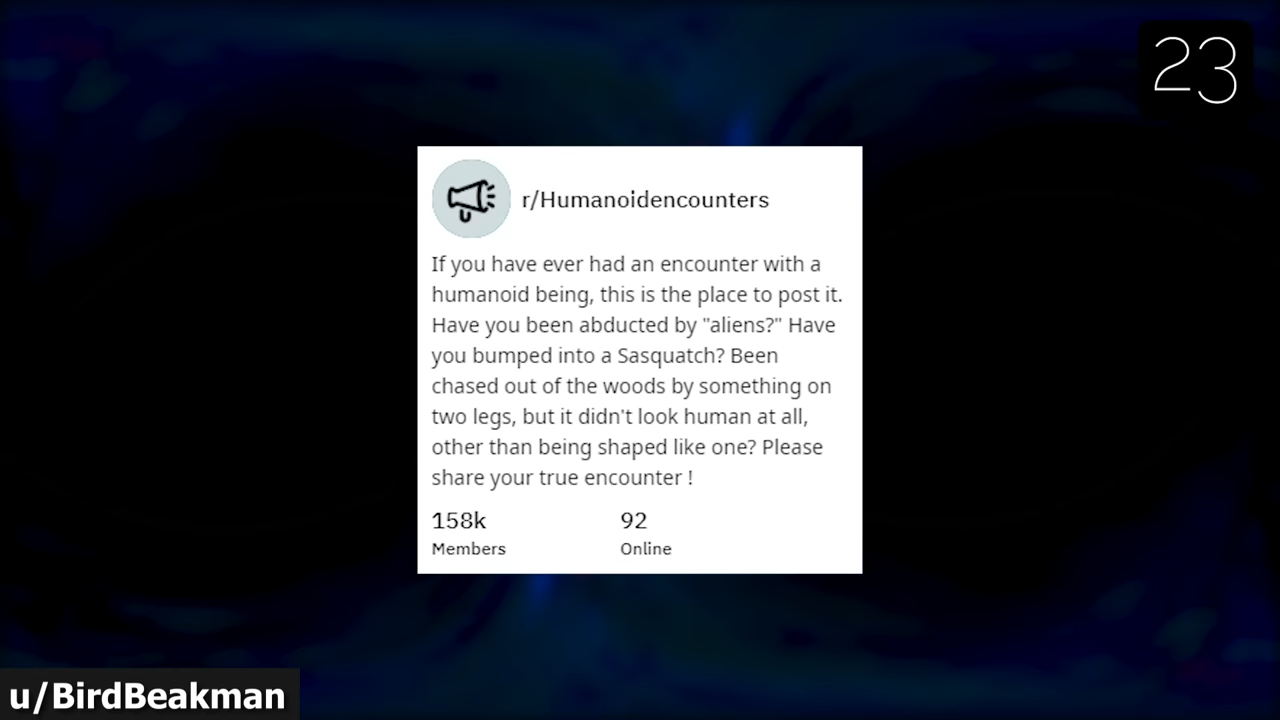 23
r/Humanoidencounters
If you have ever had an encounter with a
humanoid being, this is the place to post it.
Have you been abducted by "aliens?" Have
you bumped into a Sasquatch? Been
chased out of the woods by something on
two legs, but it didn't look human at all,
other than being shaped like one? Please
share your true encounter !
158k 92
Members Online
u/BirdBeakman